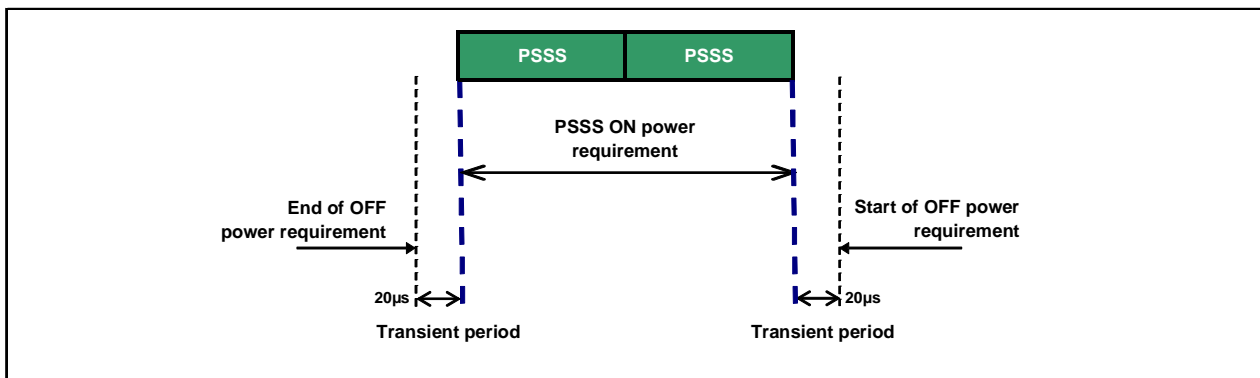 PSSS PSSS
PSSS ON power
requirement
End of OFF
power requirement
Start of OFF power
requirement
20µs
20µs
Transient period
Transient period